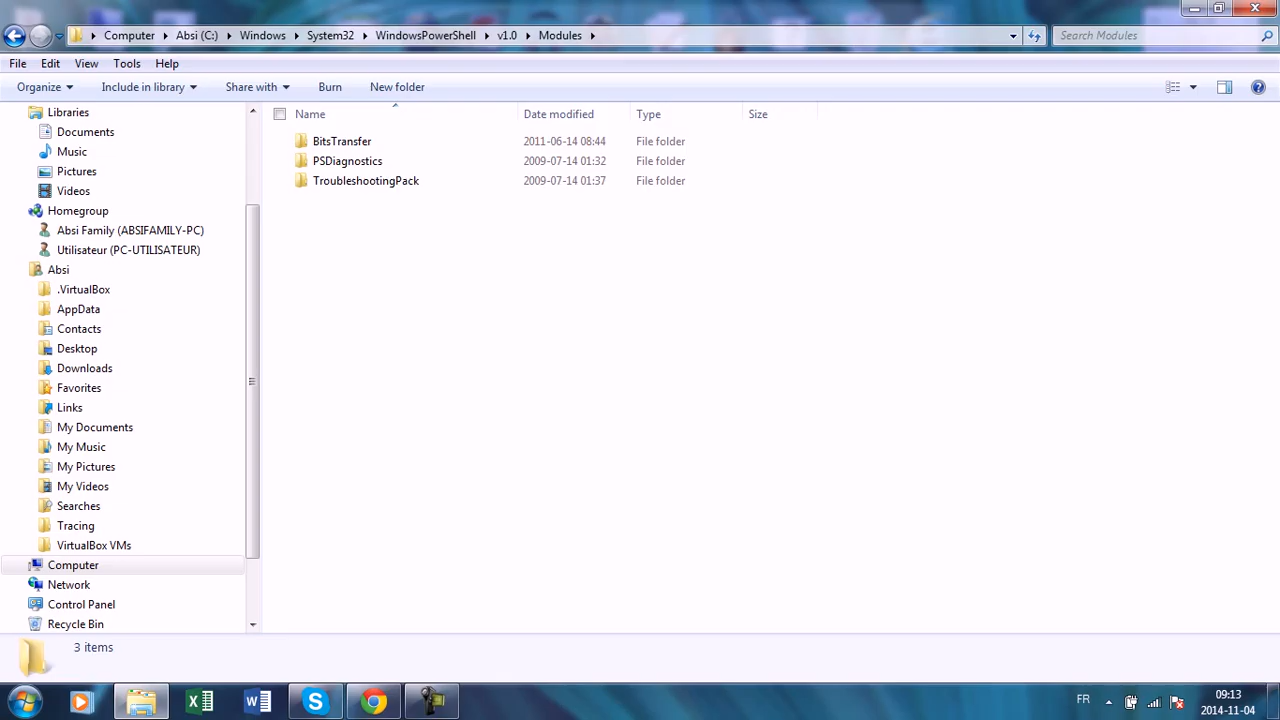 Computer Absi (C:) Windows System32 WindowsPowerShell v1.0 Modules Search Modules
File Edit View Tools Help
Organize Include in library Share with Burn New folder
Name Date modified Type Size
BitsTransfer 2011-06-14 08:44 File folder
PSDiagnostics 2009-07-14 01:32 File folder
TroubleshootingPack 2009-07-14 01:37 File folder
Libraries
Documents
Music
Pictures
Videos
Homegroup
Absi Family (ABSIFAMILY-PC)
Utilisateur (PC-UTILISATEUR)
Absi
.VirtualBox
AppData
Contacts
Desktop
Downloads
Favorites
Links
My Documents
My Music
My Pictures
My Videos
Searches
Tracing
VirtualBox VMs
Computer
Network
Control Panel
Recycle Bin
3 items
FR 09:13
2014-11-04